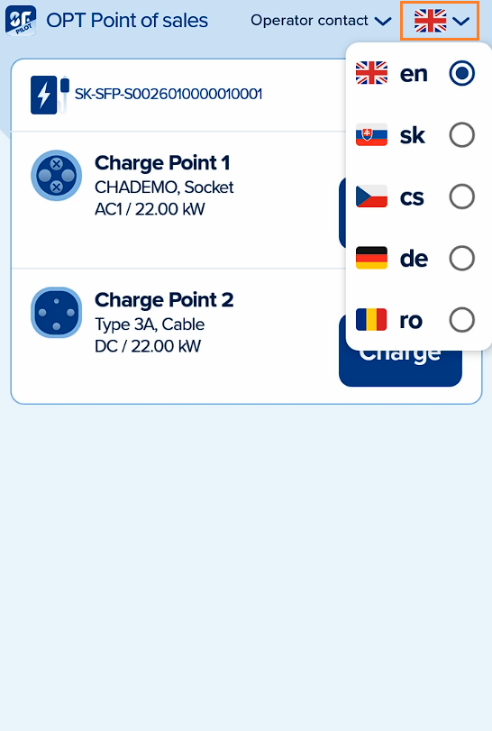 OPT Point of sales
Operator contact
PILOT
en
SK-SFP-S0026010000010001
sk
Charge Point 1
CHADEMO, Socket
AC1 / 22.00 kW
cs
de
Charge Point 2
Type 3A, Cable
DC / 22.00 kW
ro
Charge